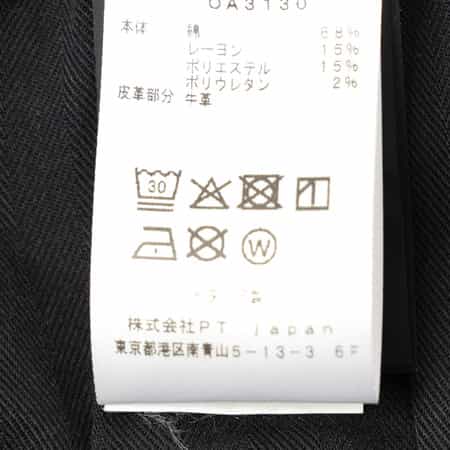 OA3130
本体 綿 68%
レーヨン 15%
ポリエステル 15%
ポリウレタン 2%
皮革部分 牛革
30
W
株式会社PT japan
東京都港区南青山5-13-3 6F